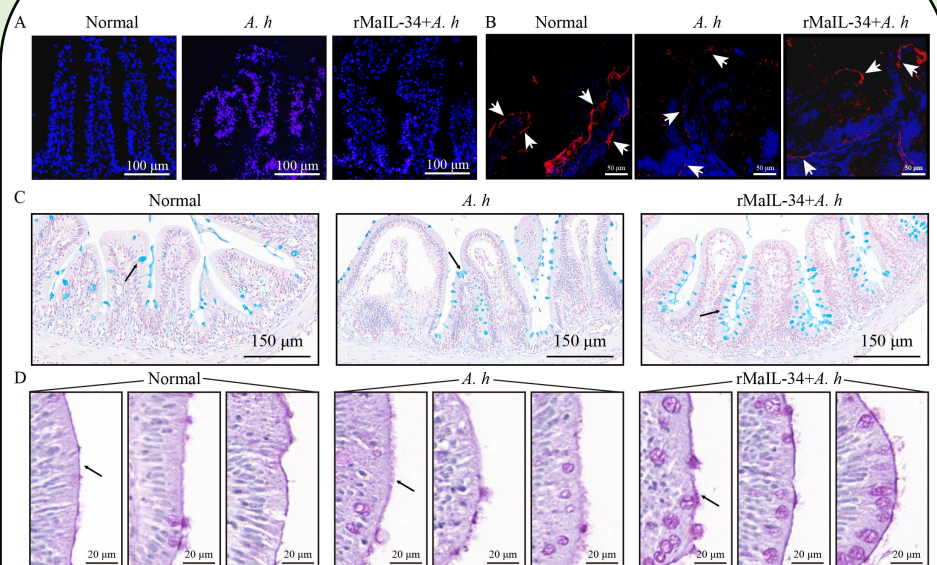 A Normal A. h rMaIL-34+A. h
B Normal A. h rMaIL-34+A. h
100 μm 100 μm 100 μm
50 μm 50 μm 50 μm
C Normal A. h rMaIL-34+A. h
150 μm 150 μm 150 μm
D Normal A. h rMaIL-34+A. h
20 μm 20 μm 20 μm 20 μm 20 μm 20 μm 20 μm 20 μm 20 μm